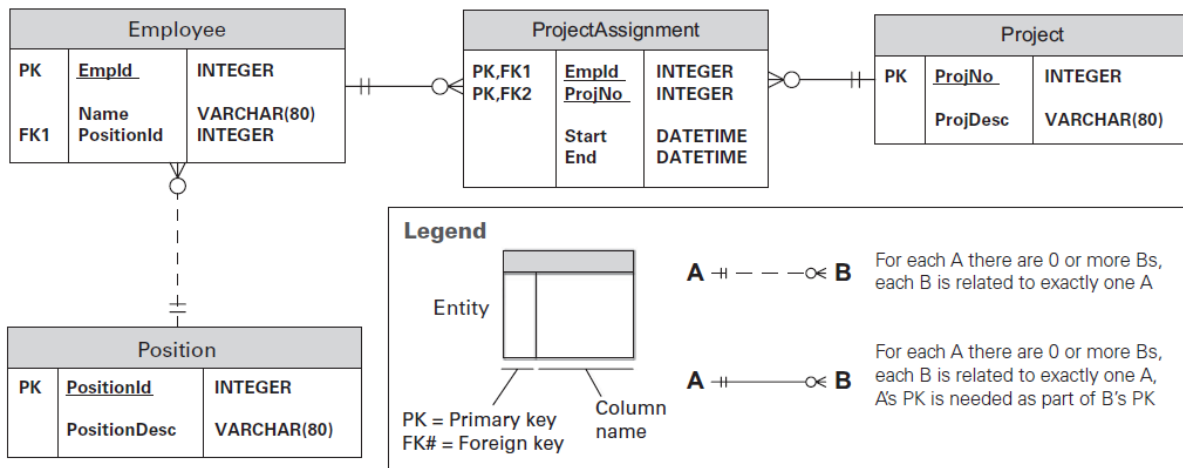 Employee
PK EmpId INTEGER
Name VARCHAR(80)
FK1 PositionId INTEGER
ProjectAssignment
PK,FK1 EmpId INTEGER
PK,FK2 ProjNo INTEGER
Start DATETIME
End DATETIME
Project
PK ProjNo INTEGER
ProjDesc VARCHAR(80)
Position
PK PositionId INTEGER
PositionDesc VARCHAR(80)
Legend
Entity
PK = Primary key
FK# = Foreign key
Column
name
A B
For each A there are 0 or more Bs,
each B is related to exactly one A
A B
For each A there are 0 or more Bs,
each B is related to exactly one A,
A's PK is needed as part of B's PK